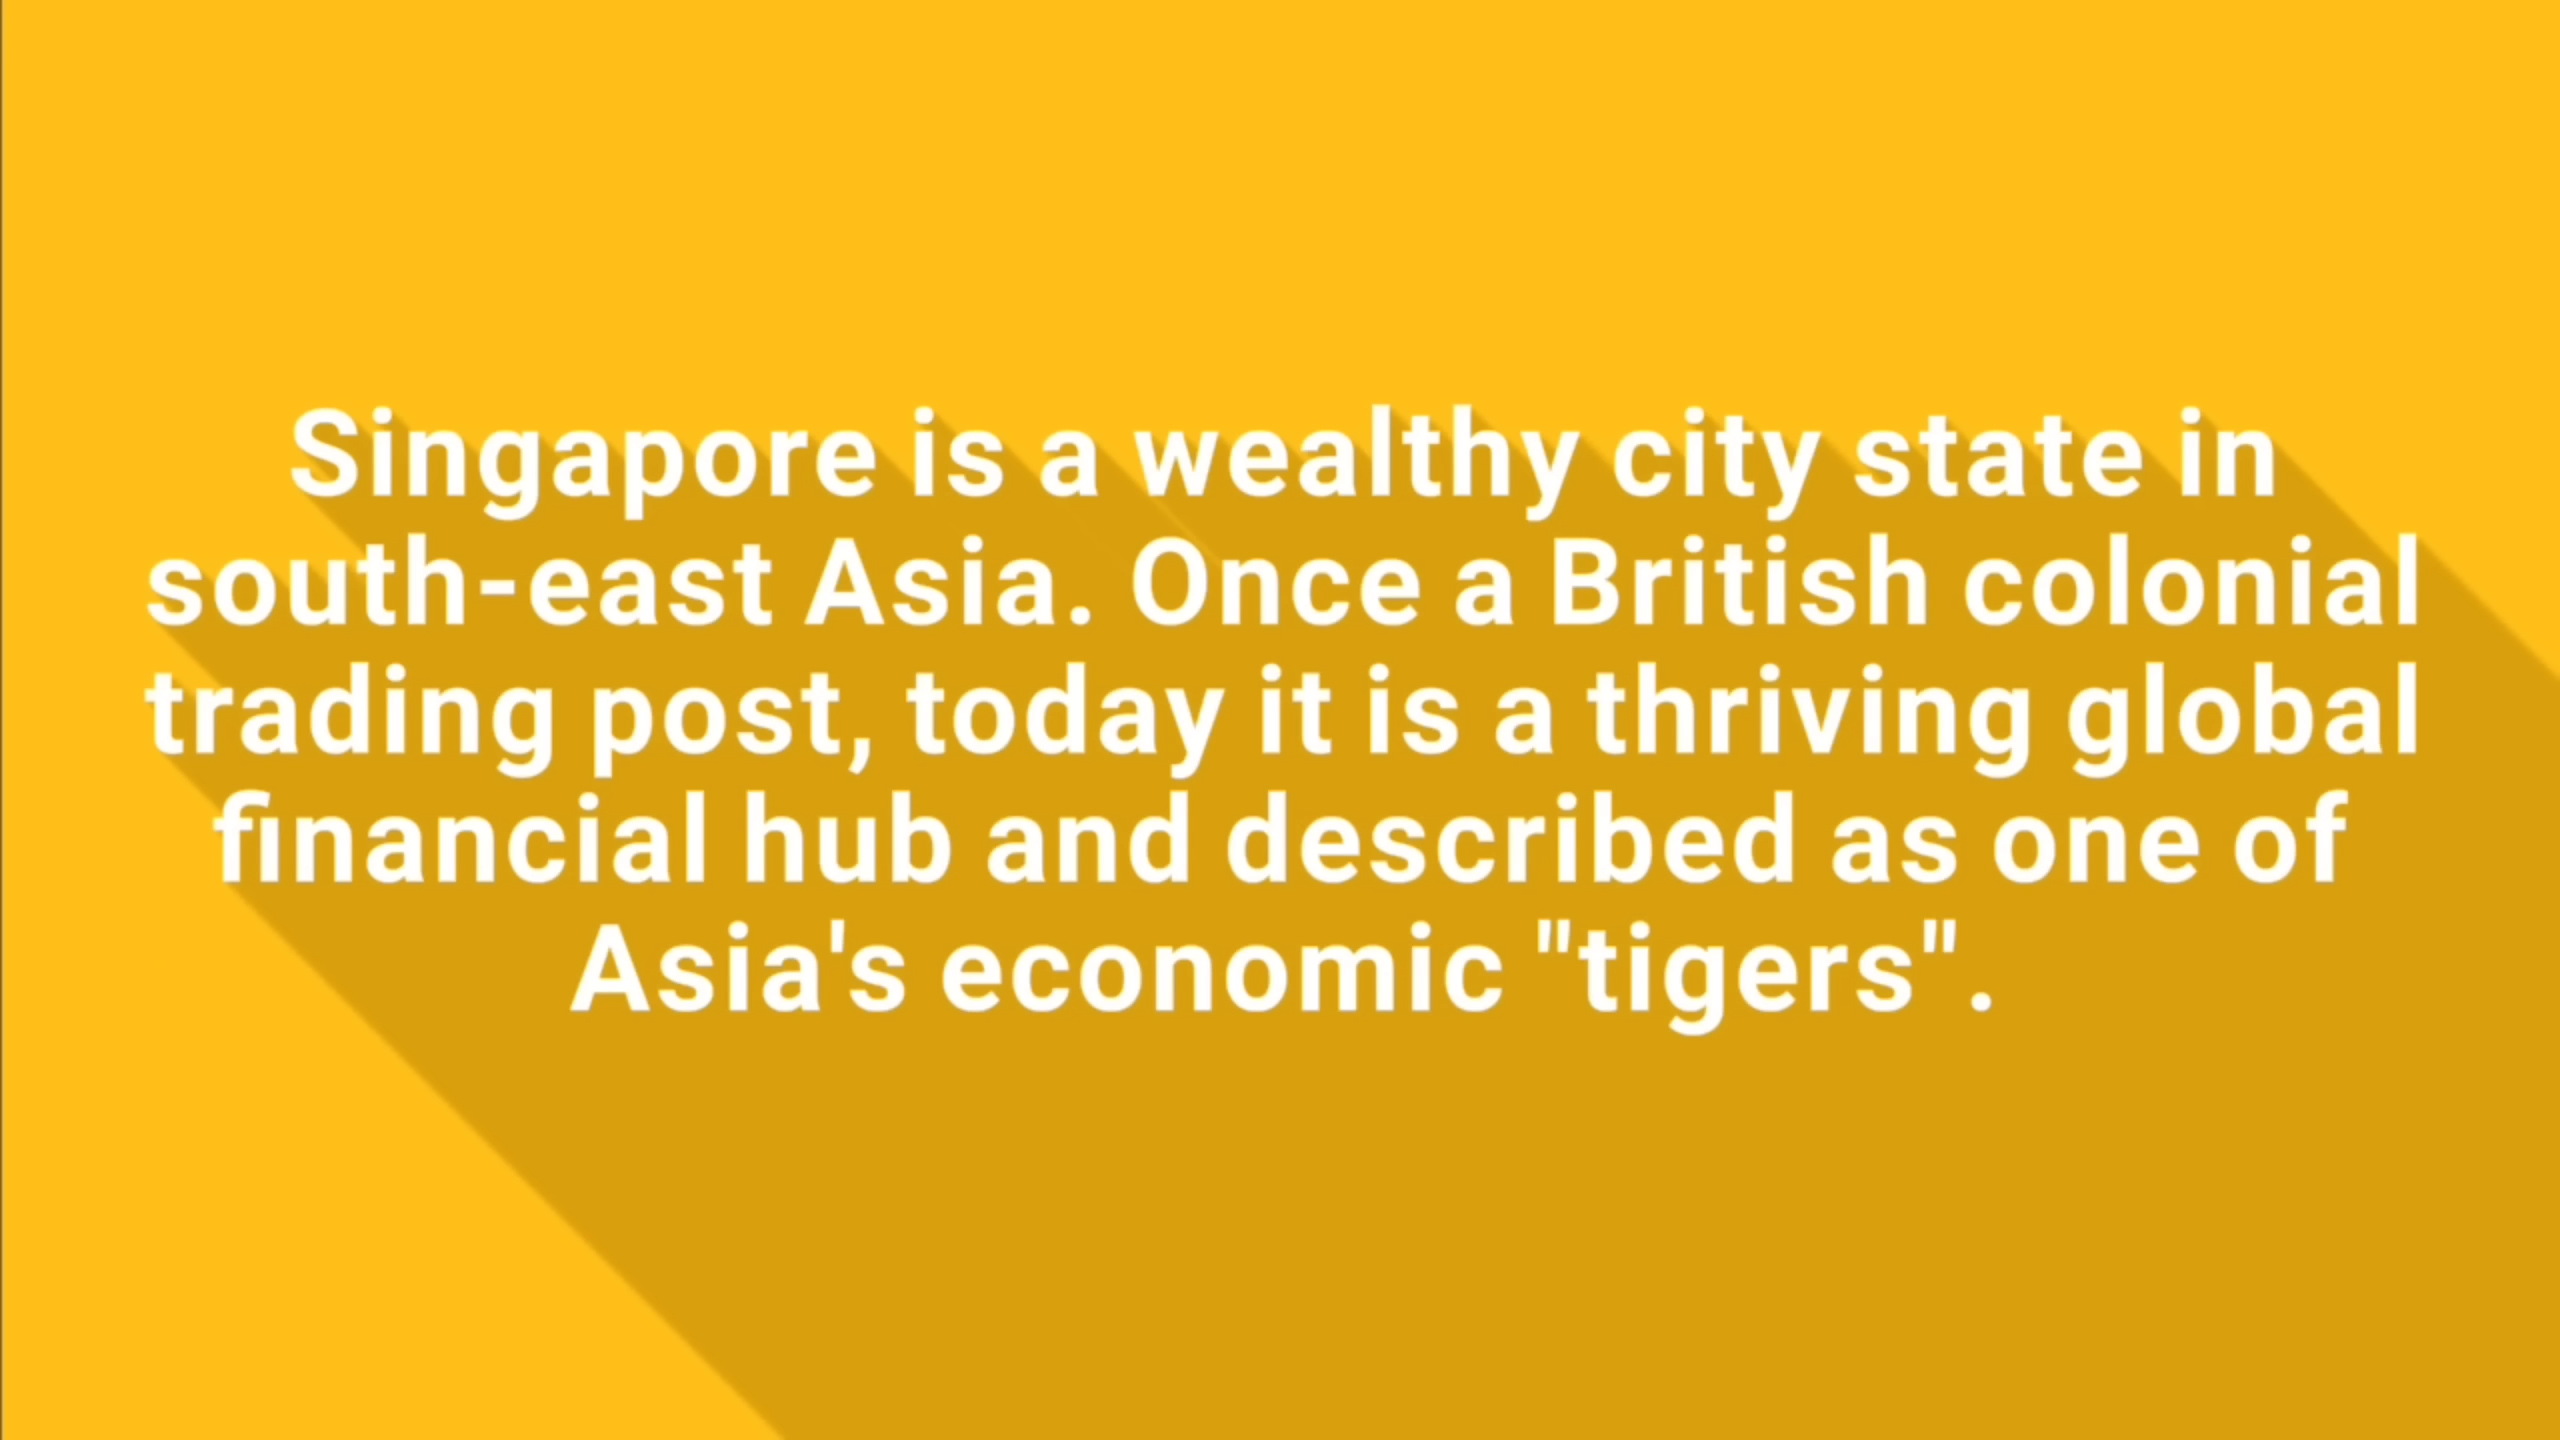 Singapore is a wealthy city state in
south-east Asia. Once a British colonial
trading post, today it is a thriving global
financial hub and described as one of
Asia's economic "tigers".